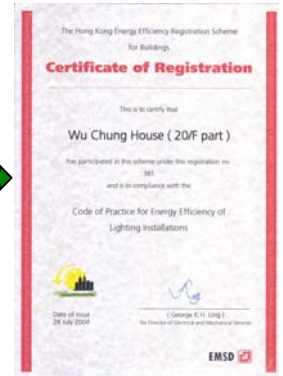 The Hong Kong Energy Efficiency Registration Scheme
for Buildings
Certificate of Registration
This is to certify that
Wu Chung House ( 20/F part )
has participated in this scheme under this registration no.
381
and is in compliance with the
Code of Practice for Energy Efficiency of
Lighting Installations
Date of Issue
28 July 2004
( George K.H. Ling )
for Director of Electrical and Mechanical Services
EMSD